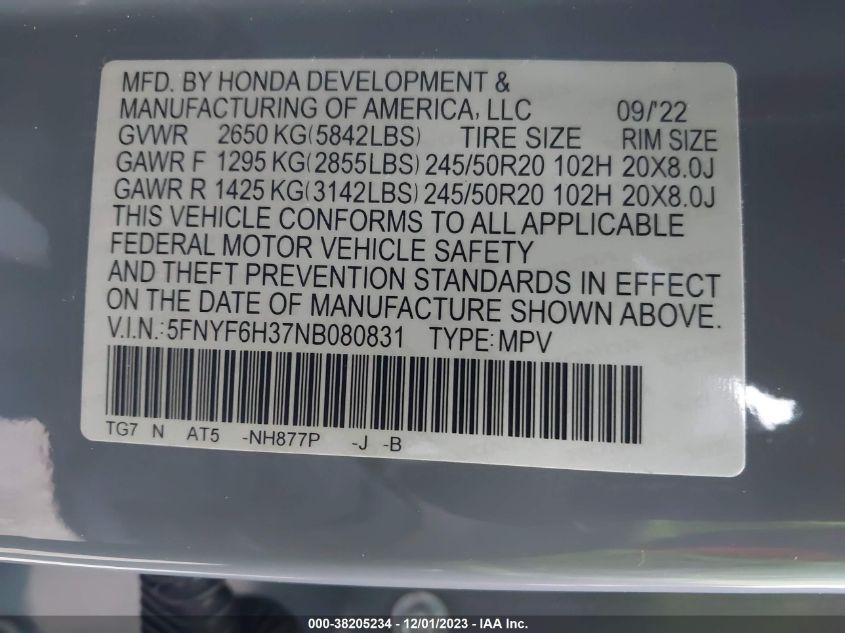 MFD. BY HONDA DEVELOPMENT &
MANUFACTURING OF AMERICA, LLC 09/'22
GVWR 2650 KG(5842LBS) TIRE SIZE RIM SIZE
GAWR F 1295 KG(2855LBS) 245/50R20 102H 20X8.0J
GAWR R 1425 KG(3142LBS) 245/50R20 102H 20X8.0J
THIS VEHICLE CONFORMS TO ALL APPLICABLE
FEDERAL MOTOR VEHICLE SAFETY
AND THEFT PREVENTION STANDARDS IN EFFECT
ON THE DATE OF MANUFACTURE SHOWN ABOVE.
V.I.N.:5FNYF6H37NB080831 TYPE:MPV
TG7 N AT5 -NH877P -J -B
000-38205234 - 12/01/2023 - IAA Inc.